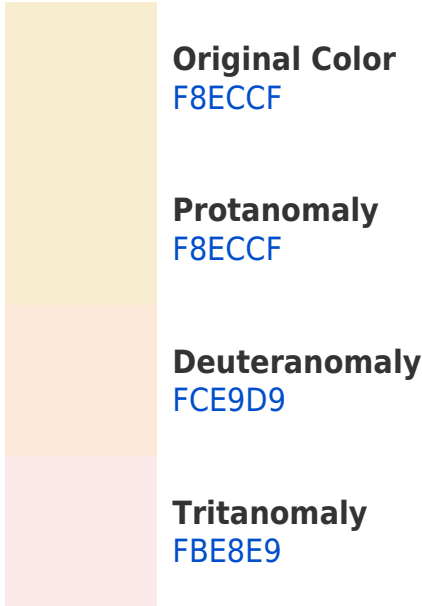 Original Color
F8ECCF
Protanomaly
F8ECCF
Deuteranomaly
FCE9D9
Tritanomaly
FBE8E9